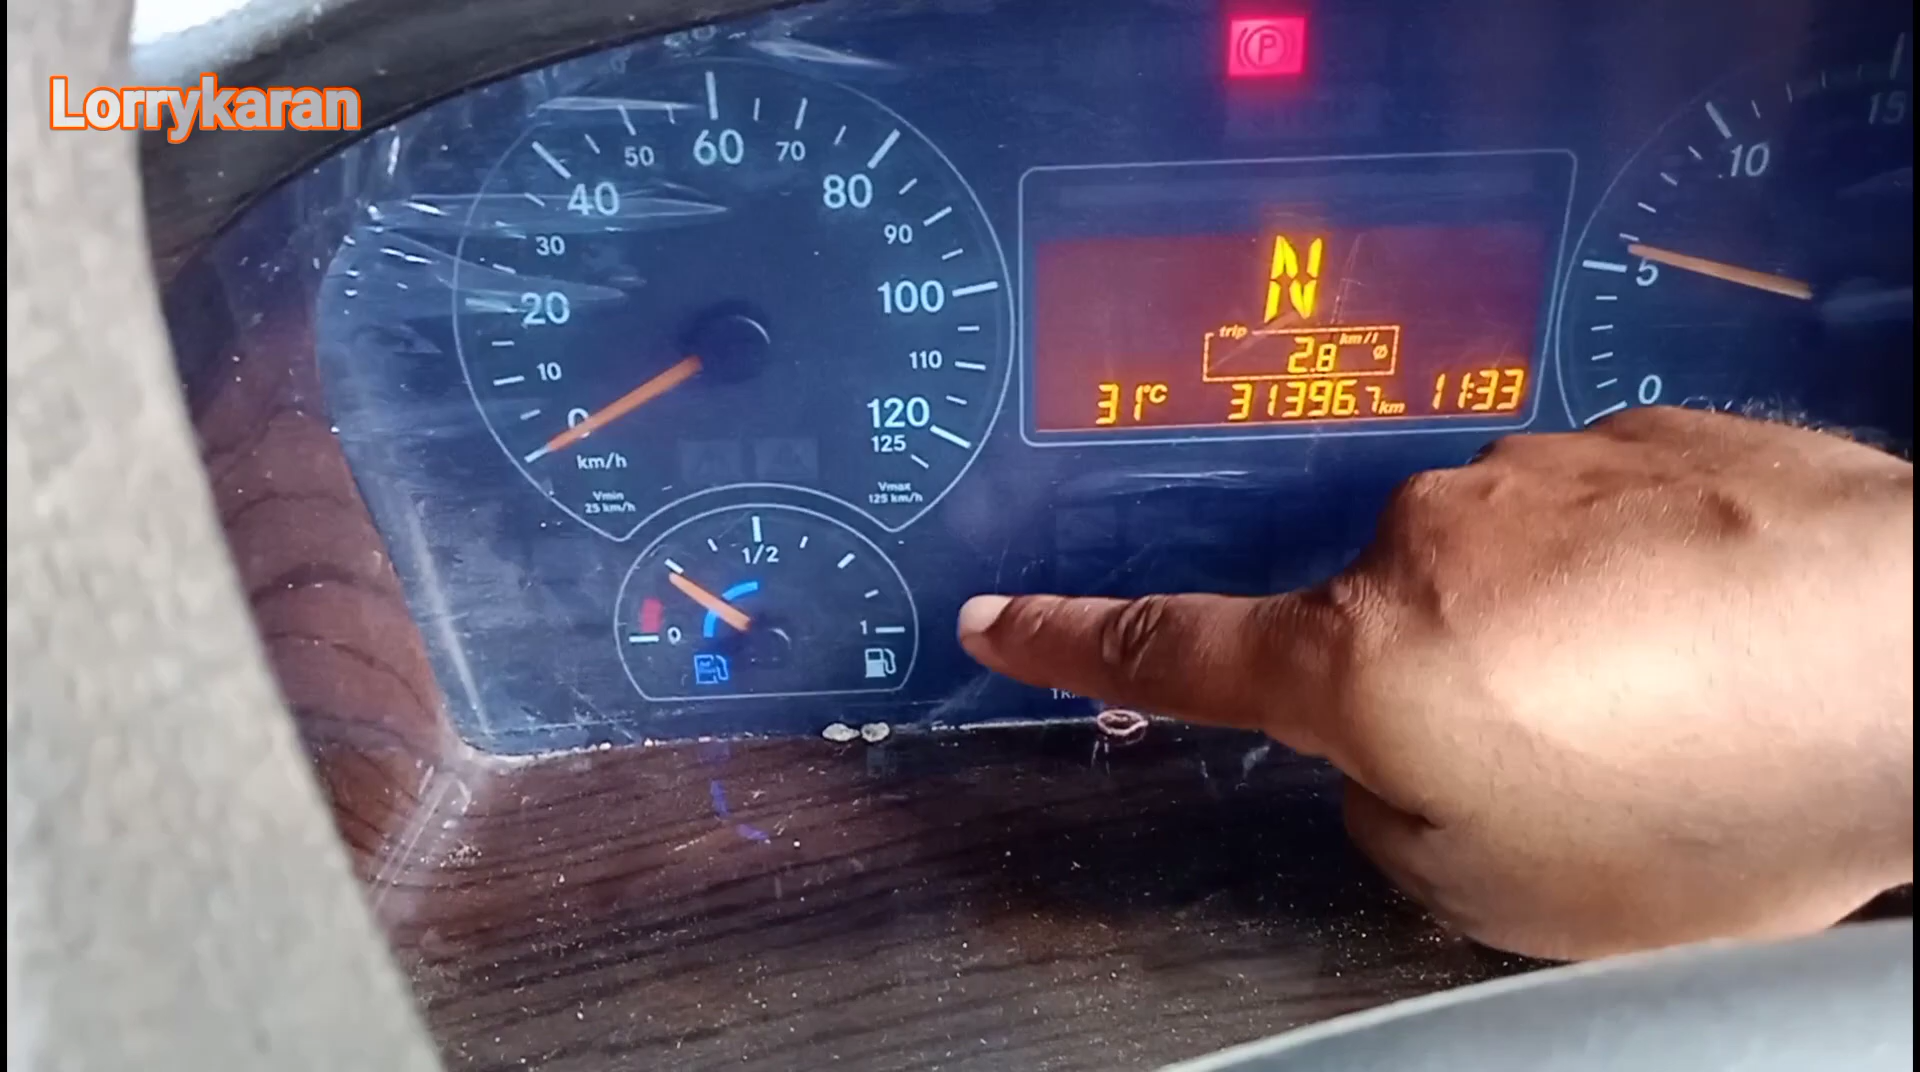 Lorrykaran
P
50
60
70
40
80
30
90
20
100
10
110
0
120
125
km/h
Vmin
25 km/h
Vmax
125 km/h
1/2
0
1
N
trip
2.8 km/l Ø
31°C 31396.7 km 11:33
15
10
5
0